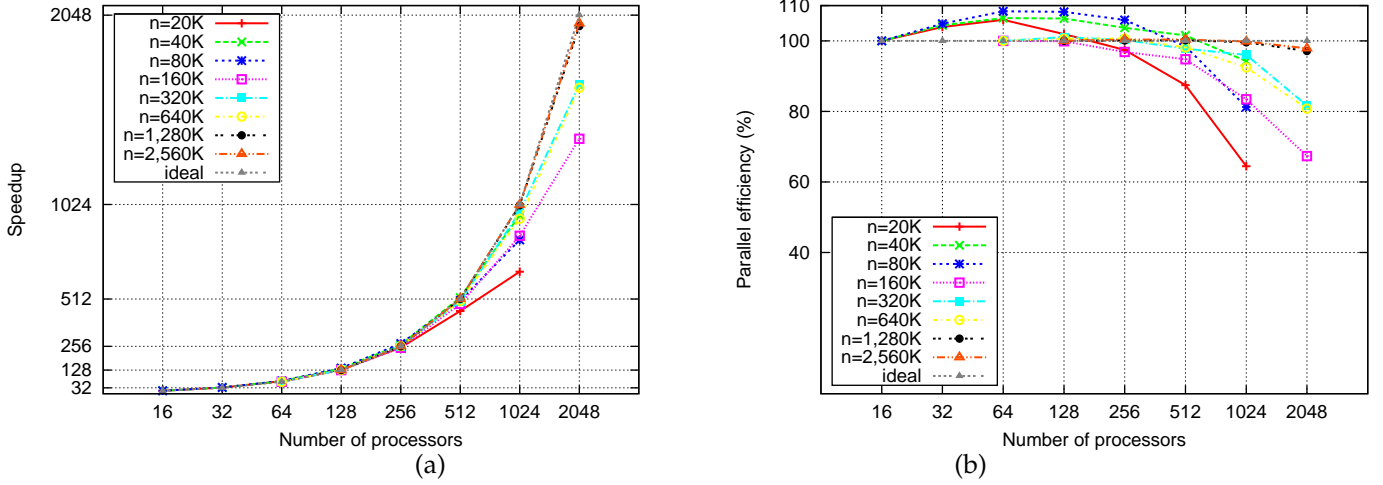 2048
1024
512
256
128
32
16 32 64 128 256 512 1024 2048
Speedup
Number of processors
n=20K
n=40K
n=80K
n=160K
n=320K
n=640K
n=1,280K
n=2,560K
ideal
(a)
110
100
80
60
40
16 32 64 128 256 512 1024 2048
Parallel efficiency (%)
Number of processors
n=20K
n=40K
n=80K
n=160K
n=320K
n=640K
n=1,280K
n=2,560K
ideal
(b)